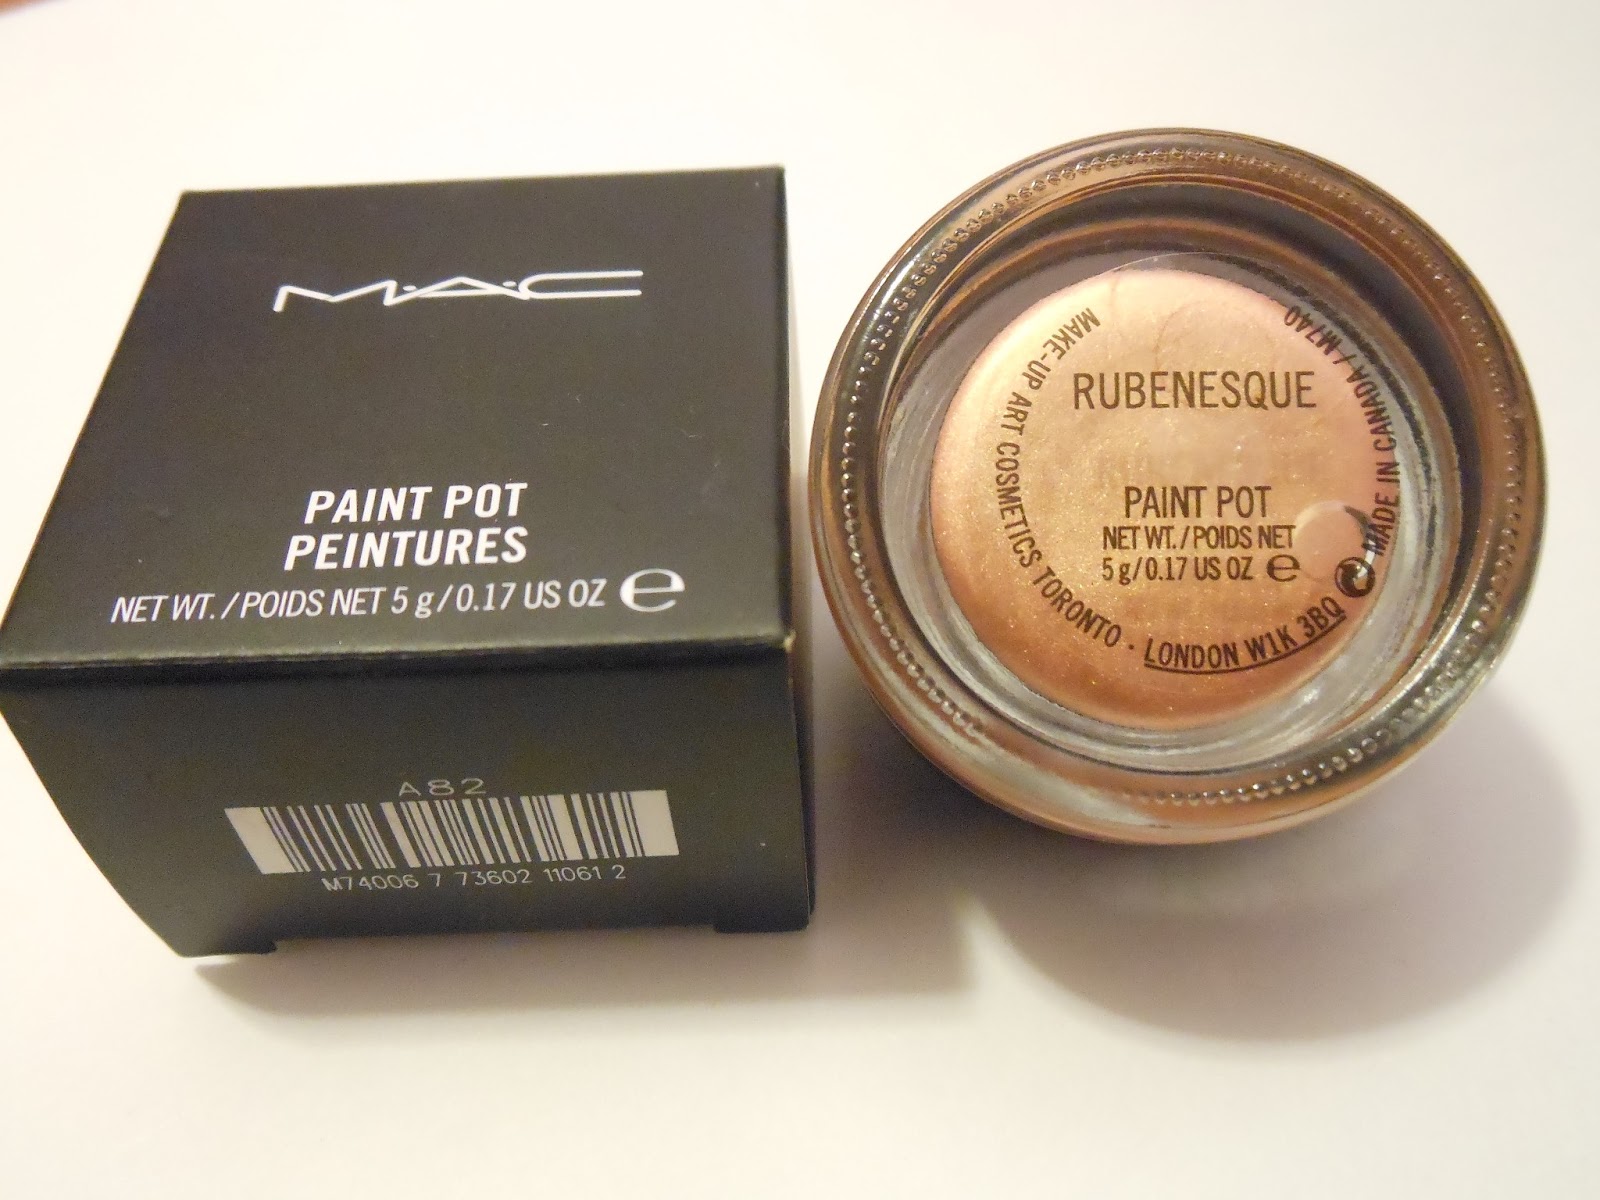 M·A·C
PAINT POT
PEINTURES
NET WT. / POIDS NET 5 g / 0.17 US OZ ℮
A82
M74006 7 73602 11061 2
RUBENESQUE
PAINT POT
NET WT. / POIDS NET
5 g / 0.17 US OZ ℮
MAKE-UP ART COSMETICS TORONTO · LONDON W1K 3BQ MADE IN CANADA / M740